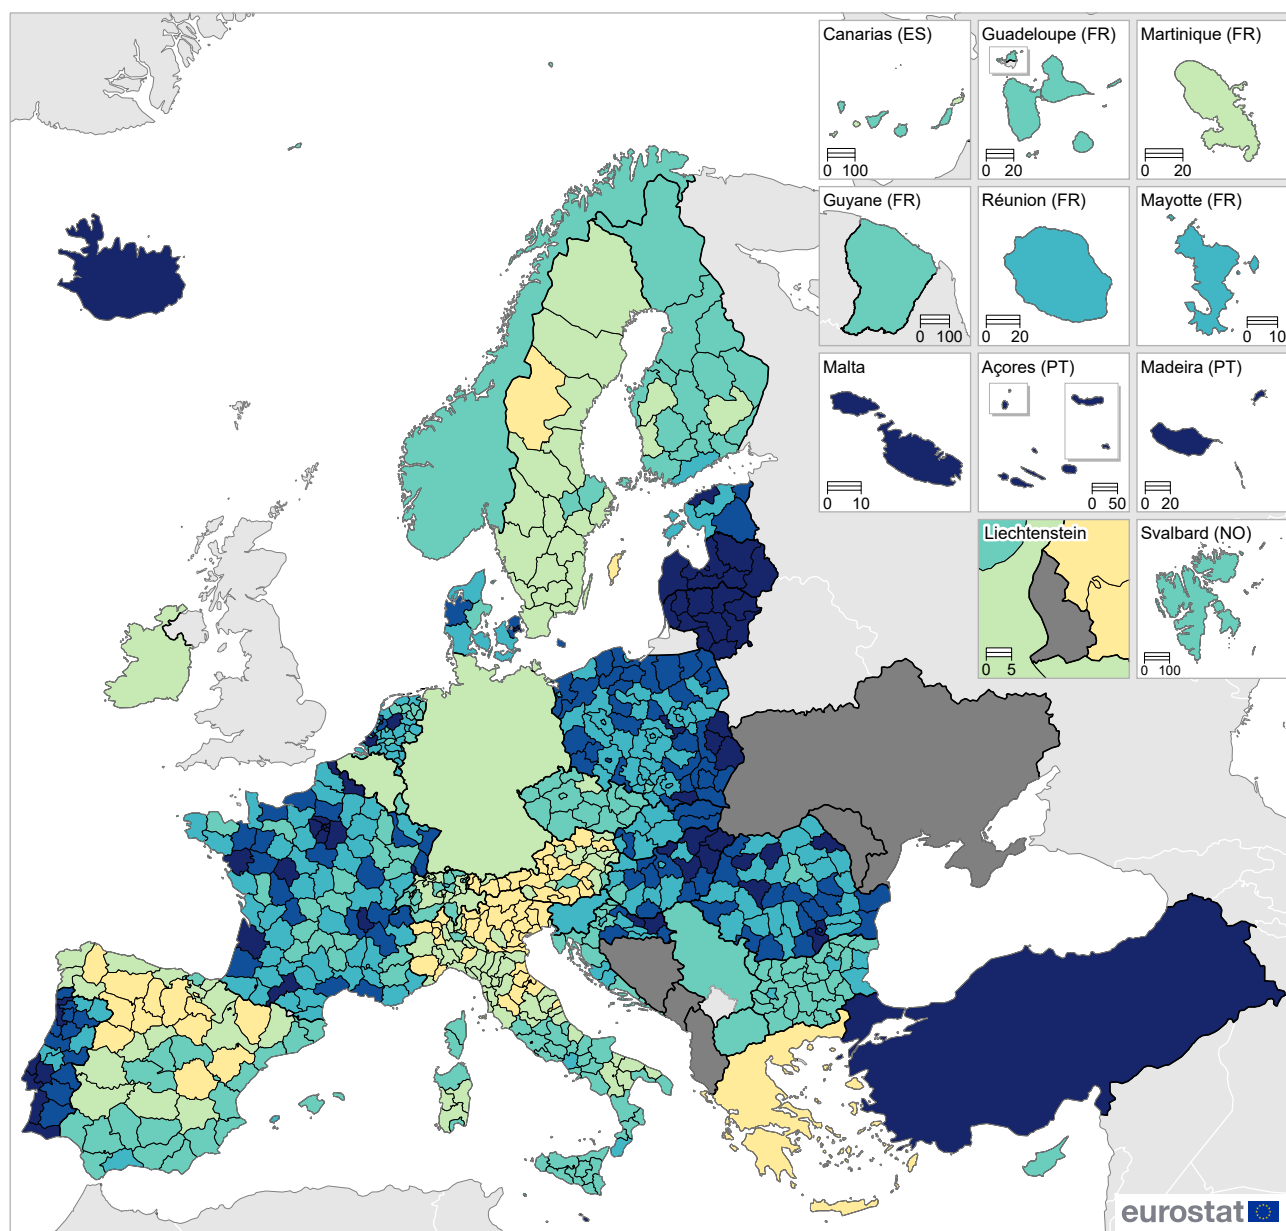 Canarias (ES)
0 100
Guadeloupe (FR)
0 20
Martinique (FR)
0 20
Guyane (FR)
0 100
Réunion (FR)
0 20
Mayotte (FR)
0 10
Malta
0 10
Açores (PT)
0 50
Madeira (PT)
0 20
Liechtenstein
0 5
Svalbard (NO)
0 100
eurostat